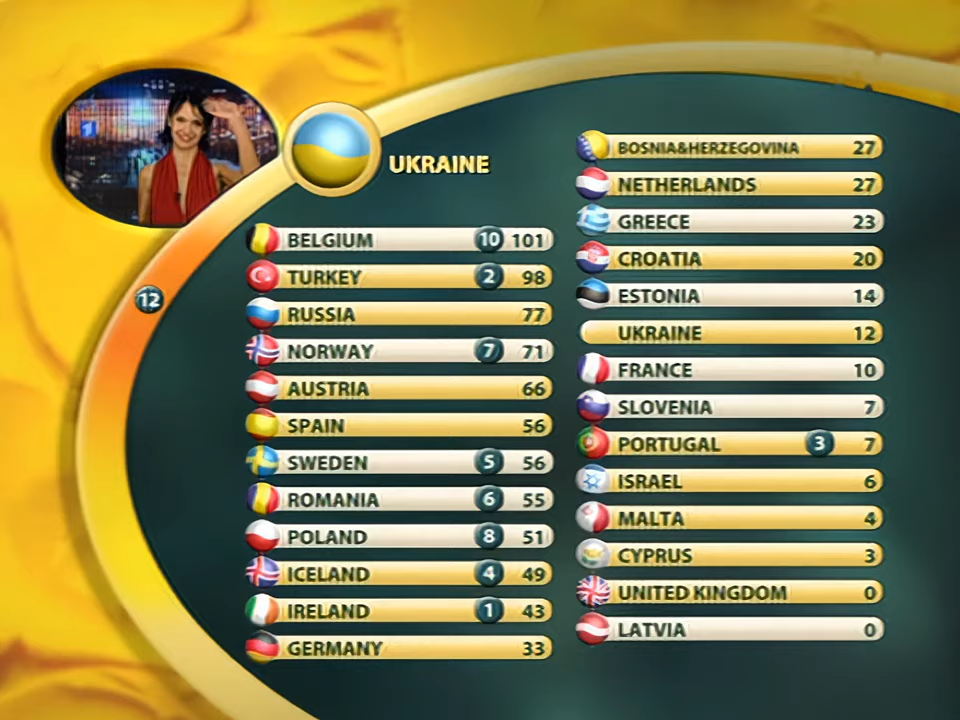 1
UKRAINE
12
BELGIUM 10 101
TURKEY 2 98
RUSSIA 77
NORWAY 7 71
AUSTRIA 66
SPAIN 56
SWEDEN 5 56
ROMANIA 6 55
POLAND 8 51
ICELAND 4 49
IRELAND 1 43
GERMANY 33
BOSNIA&HERZEGOVINA 27
NETHERLANDS 27
GREECE 23
CROATIA 20
ESTONIA 14
UKRAINE 12
FRANCE 10
SLOVENIA 7
PORTUGAL 3 7
ISRAEL 6
MALTA 4
CYPRUS 3
UNITED KINGDOM 0
LATVIA 0